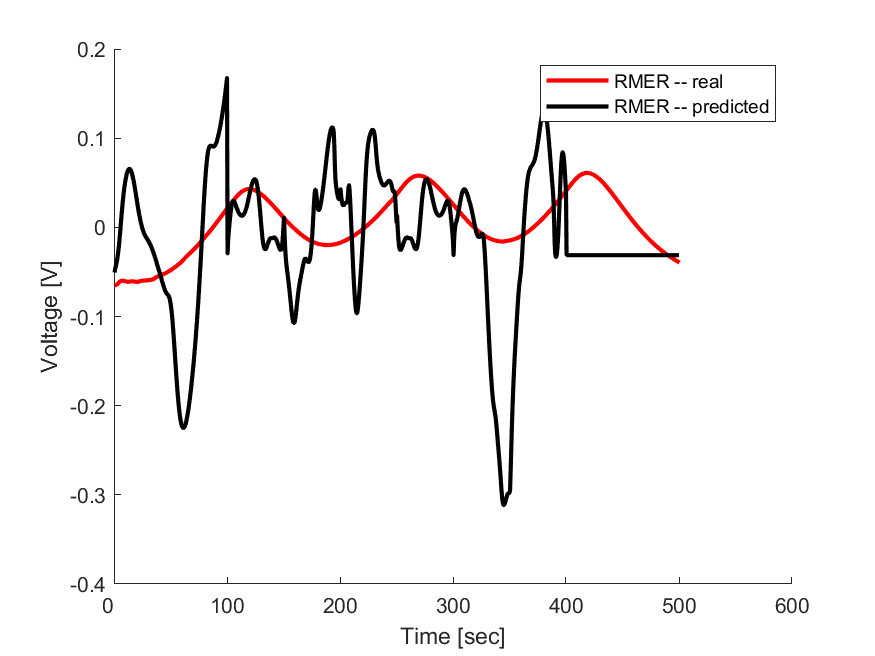 0.2
0.1
0
-0.1
-0.2
-0.3
-0.4
Voltage [V]
RMER -- real
RMER -- predicted
0 100 200 300 400 500 600
Time [sec]